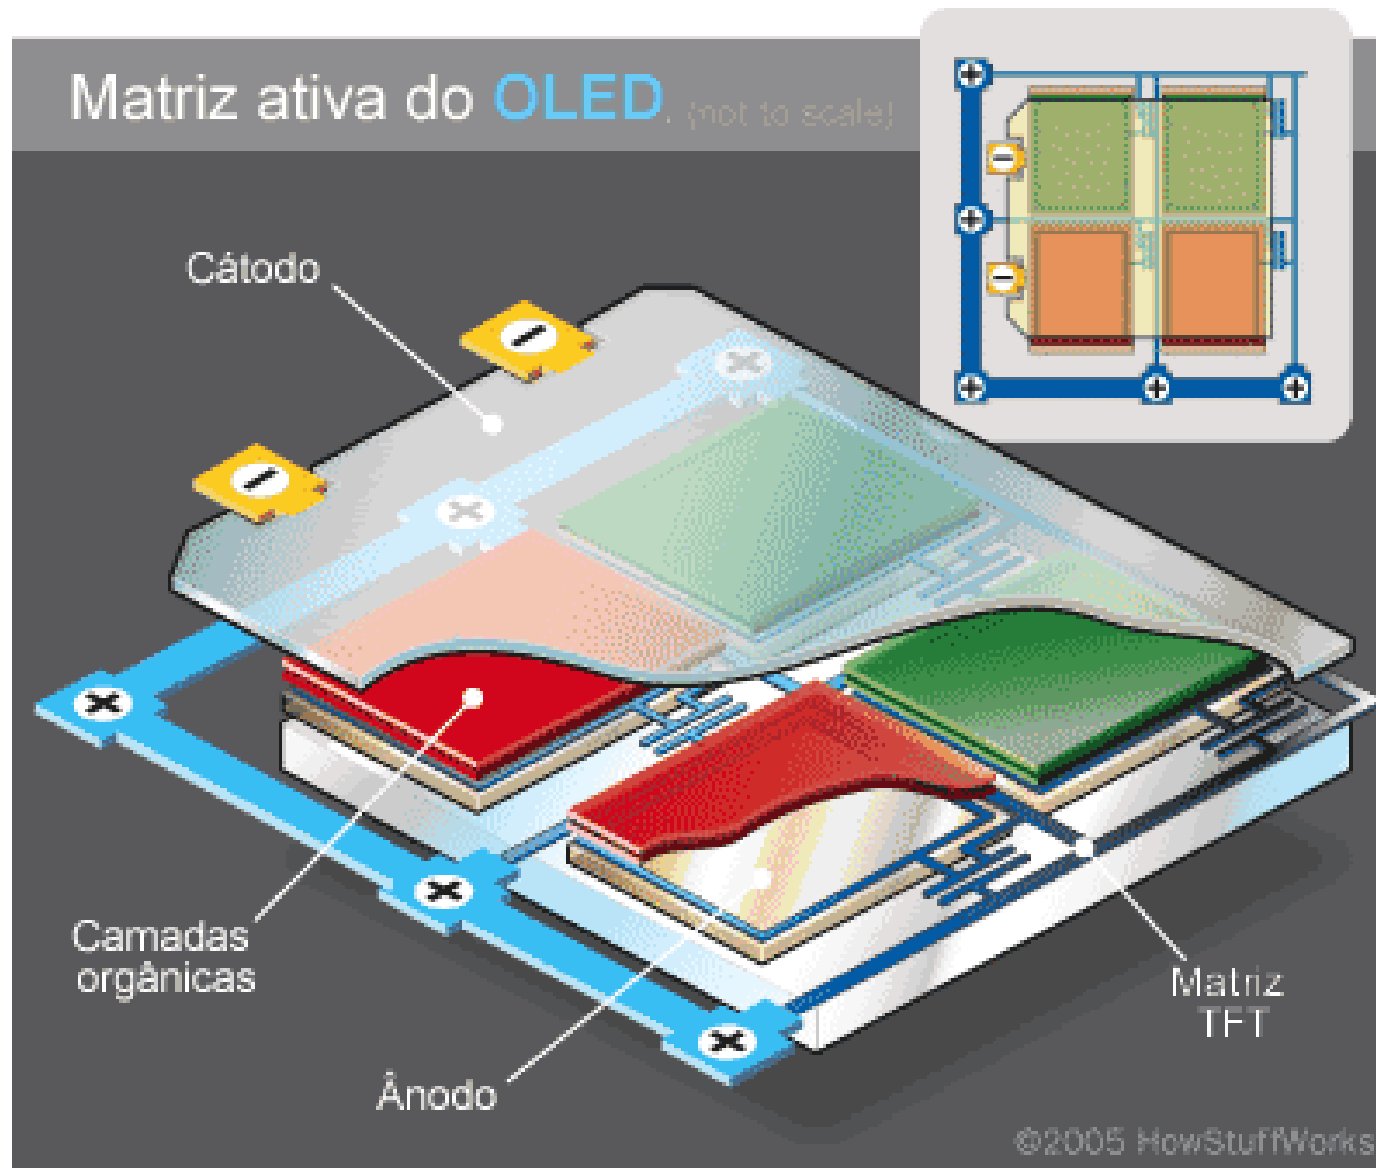 Matriz ativa do OLED. (not to scale)
Cátodo
Camadas
orgânicas
Ânodo
Matriz
TFT
©2005 HowStuffWorks